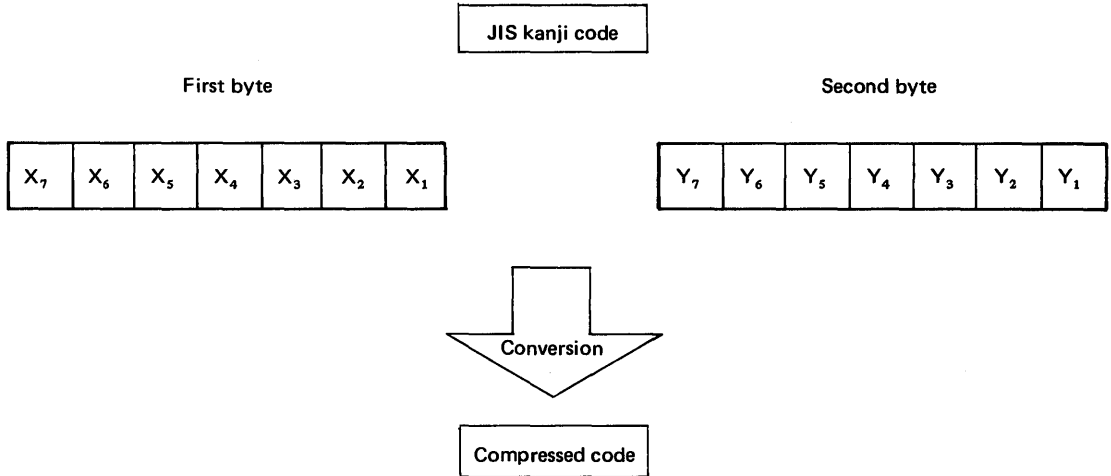 JIS kanji code
First byte Second byte
X₇ X₆ X₅ X₄ X₃ X₂ X₁ Y₇ Y₆ Y₅ Y₄ Y₃ Y₂ Y₁
Conversion
Compressed code